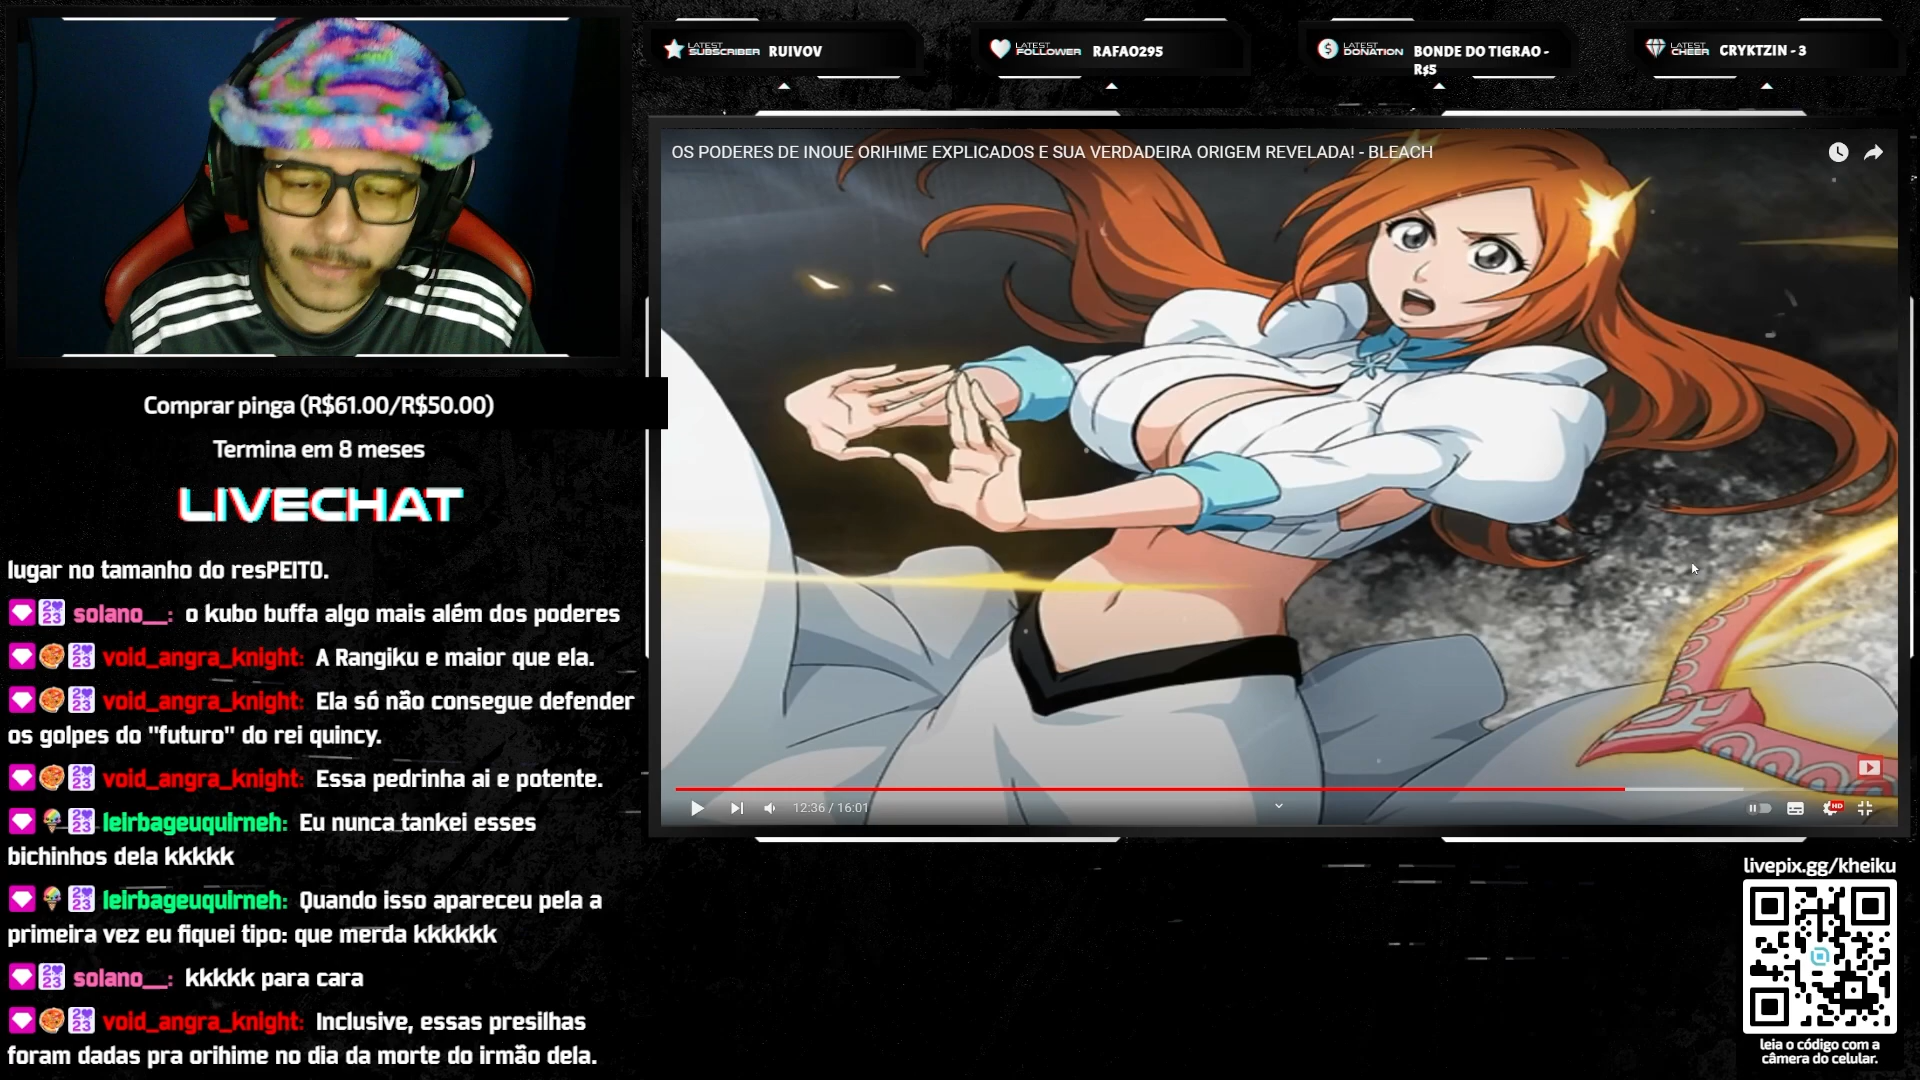 LATEST SUBSCRIBER RUIVOV
LATEST FOLLOWER RAFAO295
LATEST DONATION BONDE DO TIGRAO -
R$5
LATEST CHEER CRYKTZIN - 3
OS PODERES DE INOUE ORIHIME EXPLICADOS E SUA VERDADEIRA ORIGEM REVELADA! - BLEACH
Comprar pinga (R$61.00/R$50.00)
Termina em 8 meses
LIVECHAT
lugar no tamanho do resPEITO.
solano__: o kubo buffa algo mais além dos poderes
void_angra_knight: A Rangiku e maior que ela.
void_angra_knight: Ela só não consegue defender
os golpes do "futuro" do rei quincy.
void_angra_knight: Essa pedrinha ai e potente.
leirbageuquirneh: Eu nunca tankei esses
bichinhos dela kkkkk
leirbageuquirneh: Quando isso apareceu pela a
primeira vez eu fiquei tipo: que merda kkkkkk
solano__: kkkkk para cara
void_angra_knight: Inclusive, essas presilhas
foram dadas pra orihime no dia da morte do irmão dela.
12:36 / 16:01
HD
livepix.gg/kheiku
leia o código com a
câmera do celular.